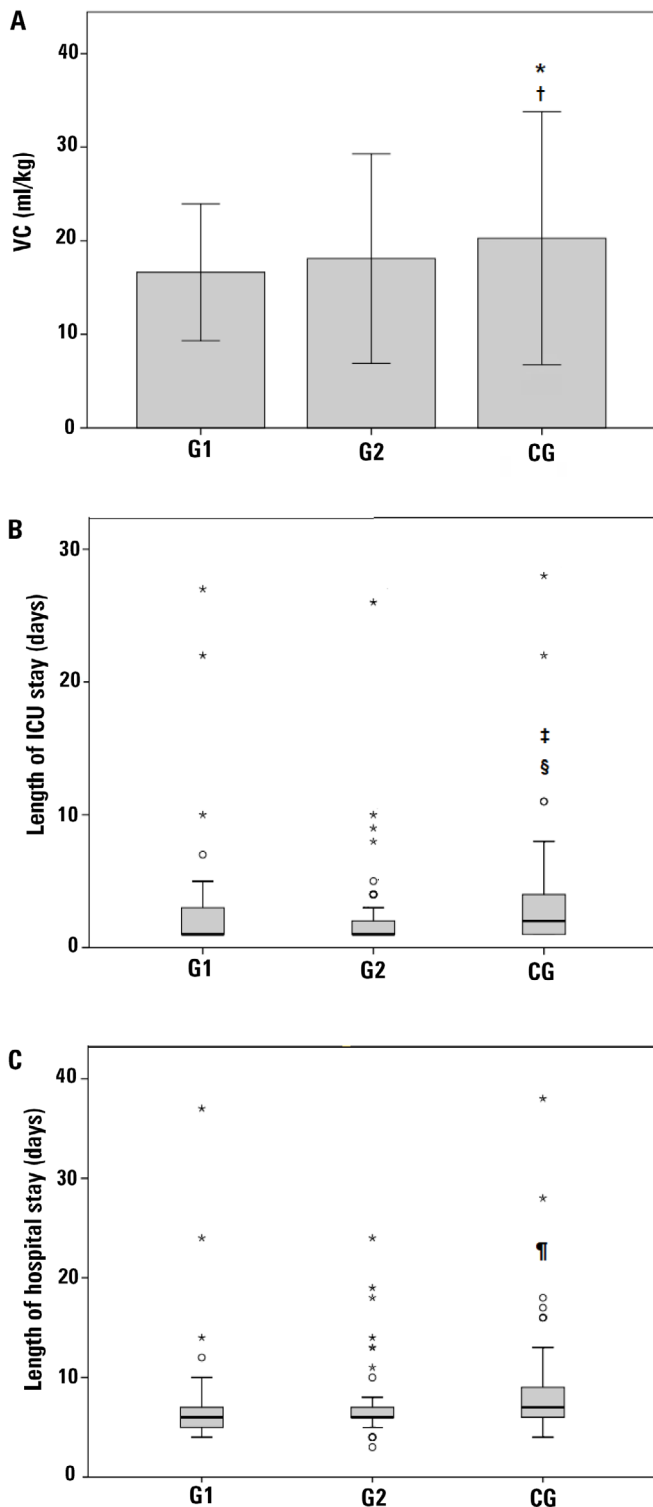 A
VC (ml/kg)
40
30
20
10
0
*
†
G1 G2 CG
B
Length of ICU stay (days)
30
20
10
0
‡
§
G1 G2 CG
C
Length of hospital stay (days)
40
30
20
10
0
¶
G1 G2 CG